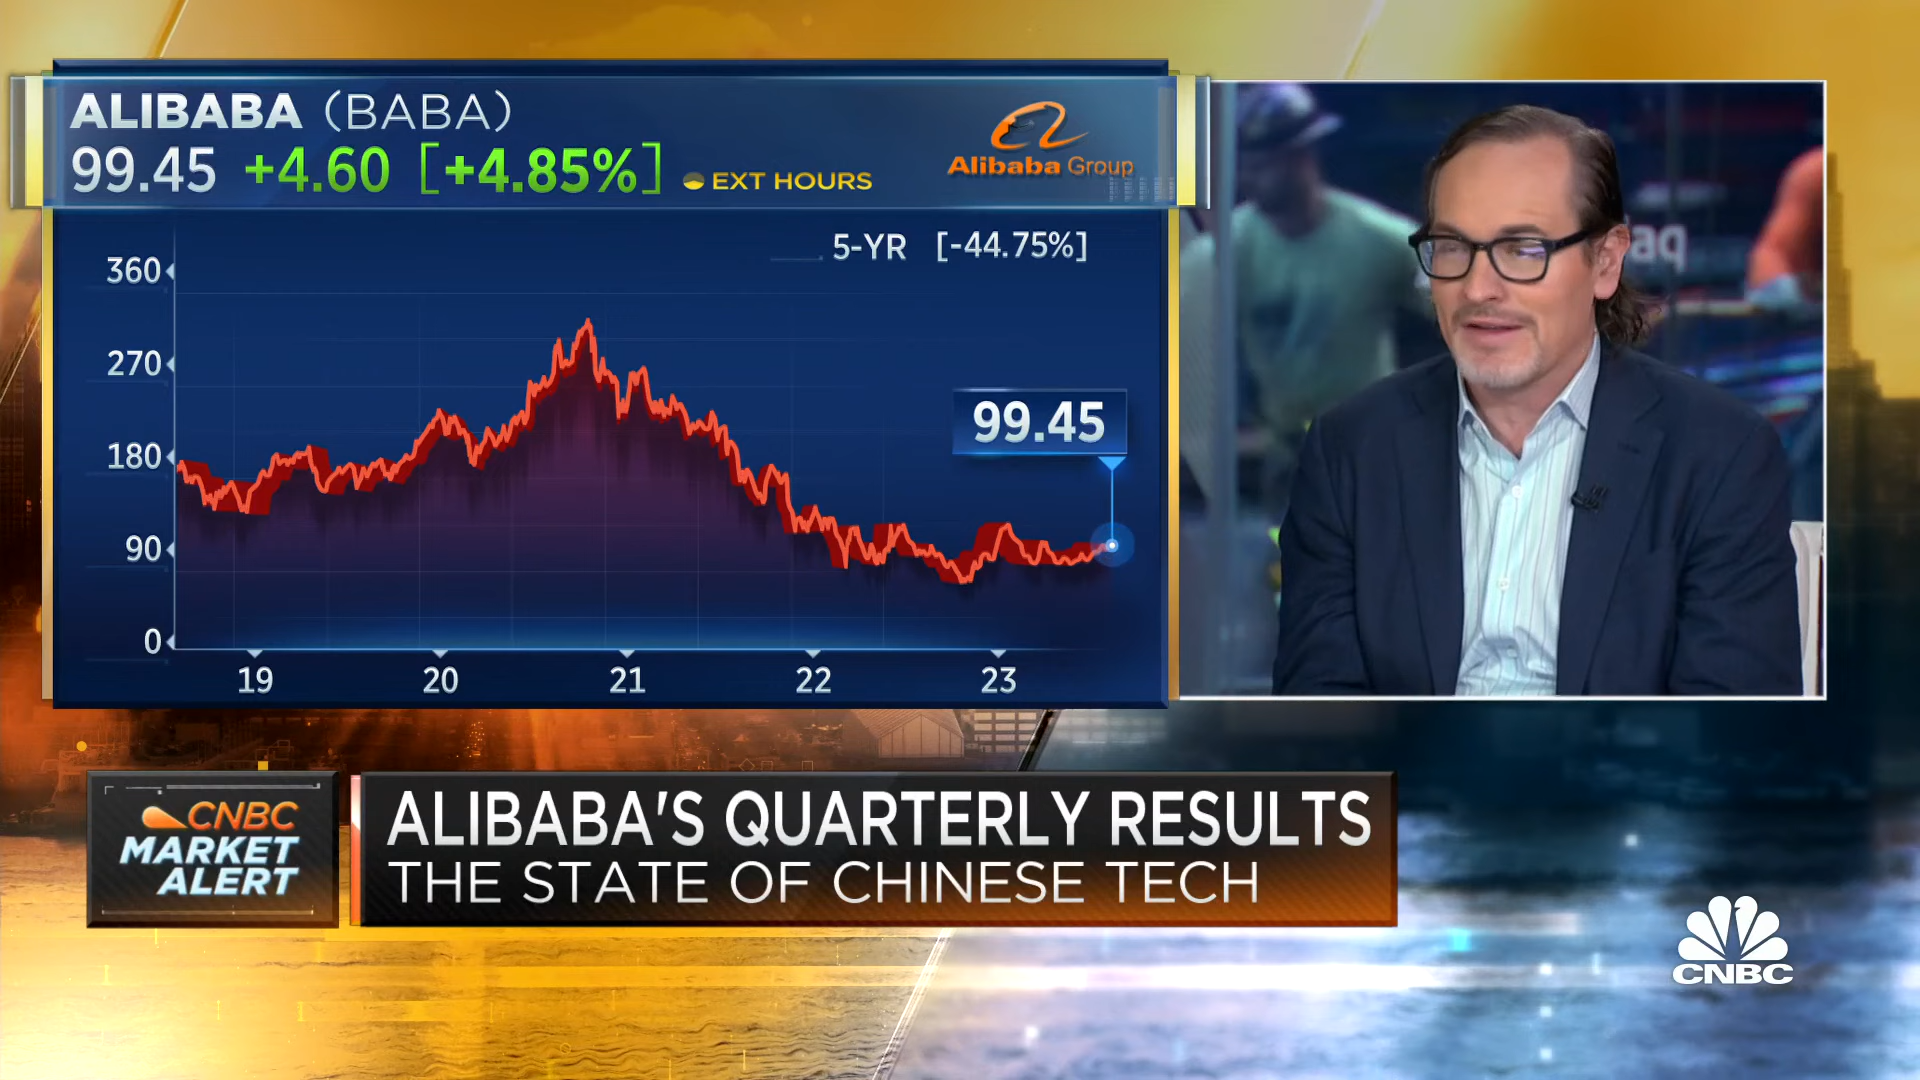 ALIBABA (BABA)
99.45 +4.60 [+4.85%] EXT HOURS
Alibaba Group
5-YR [-44.75%]
360
270
180
90
0
99.45
19 20 21 22 23
aq
CNBC
MARKET
ALERT
ALIBABA'S QUARTERLY RESULTS
THE STATE OF CHINESE TECH
CNBC